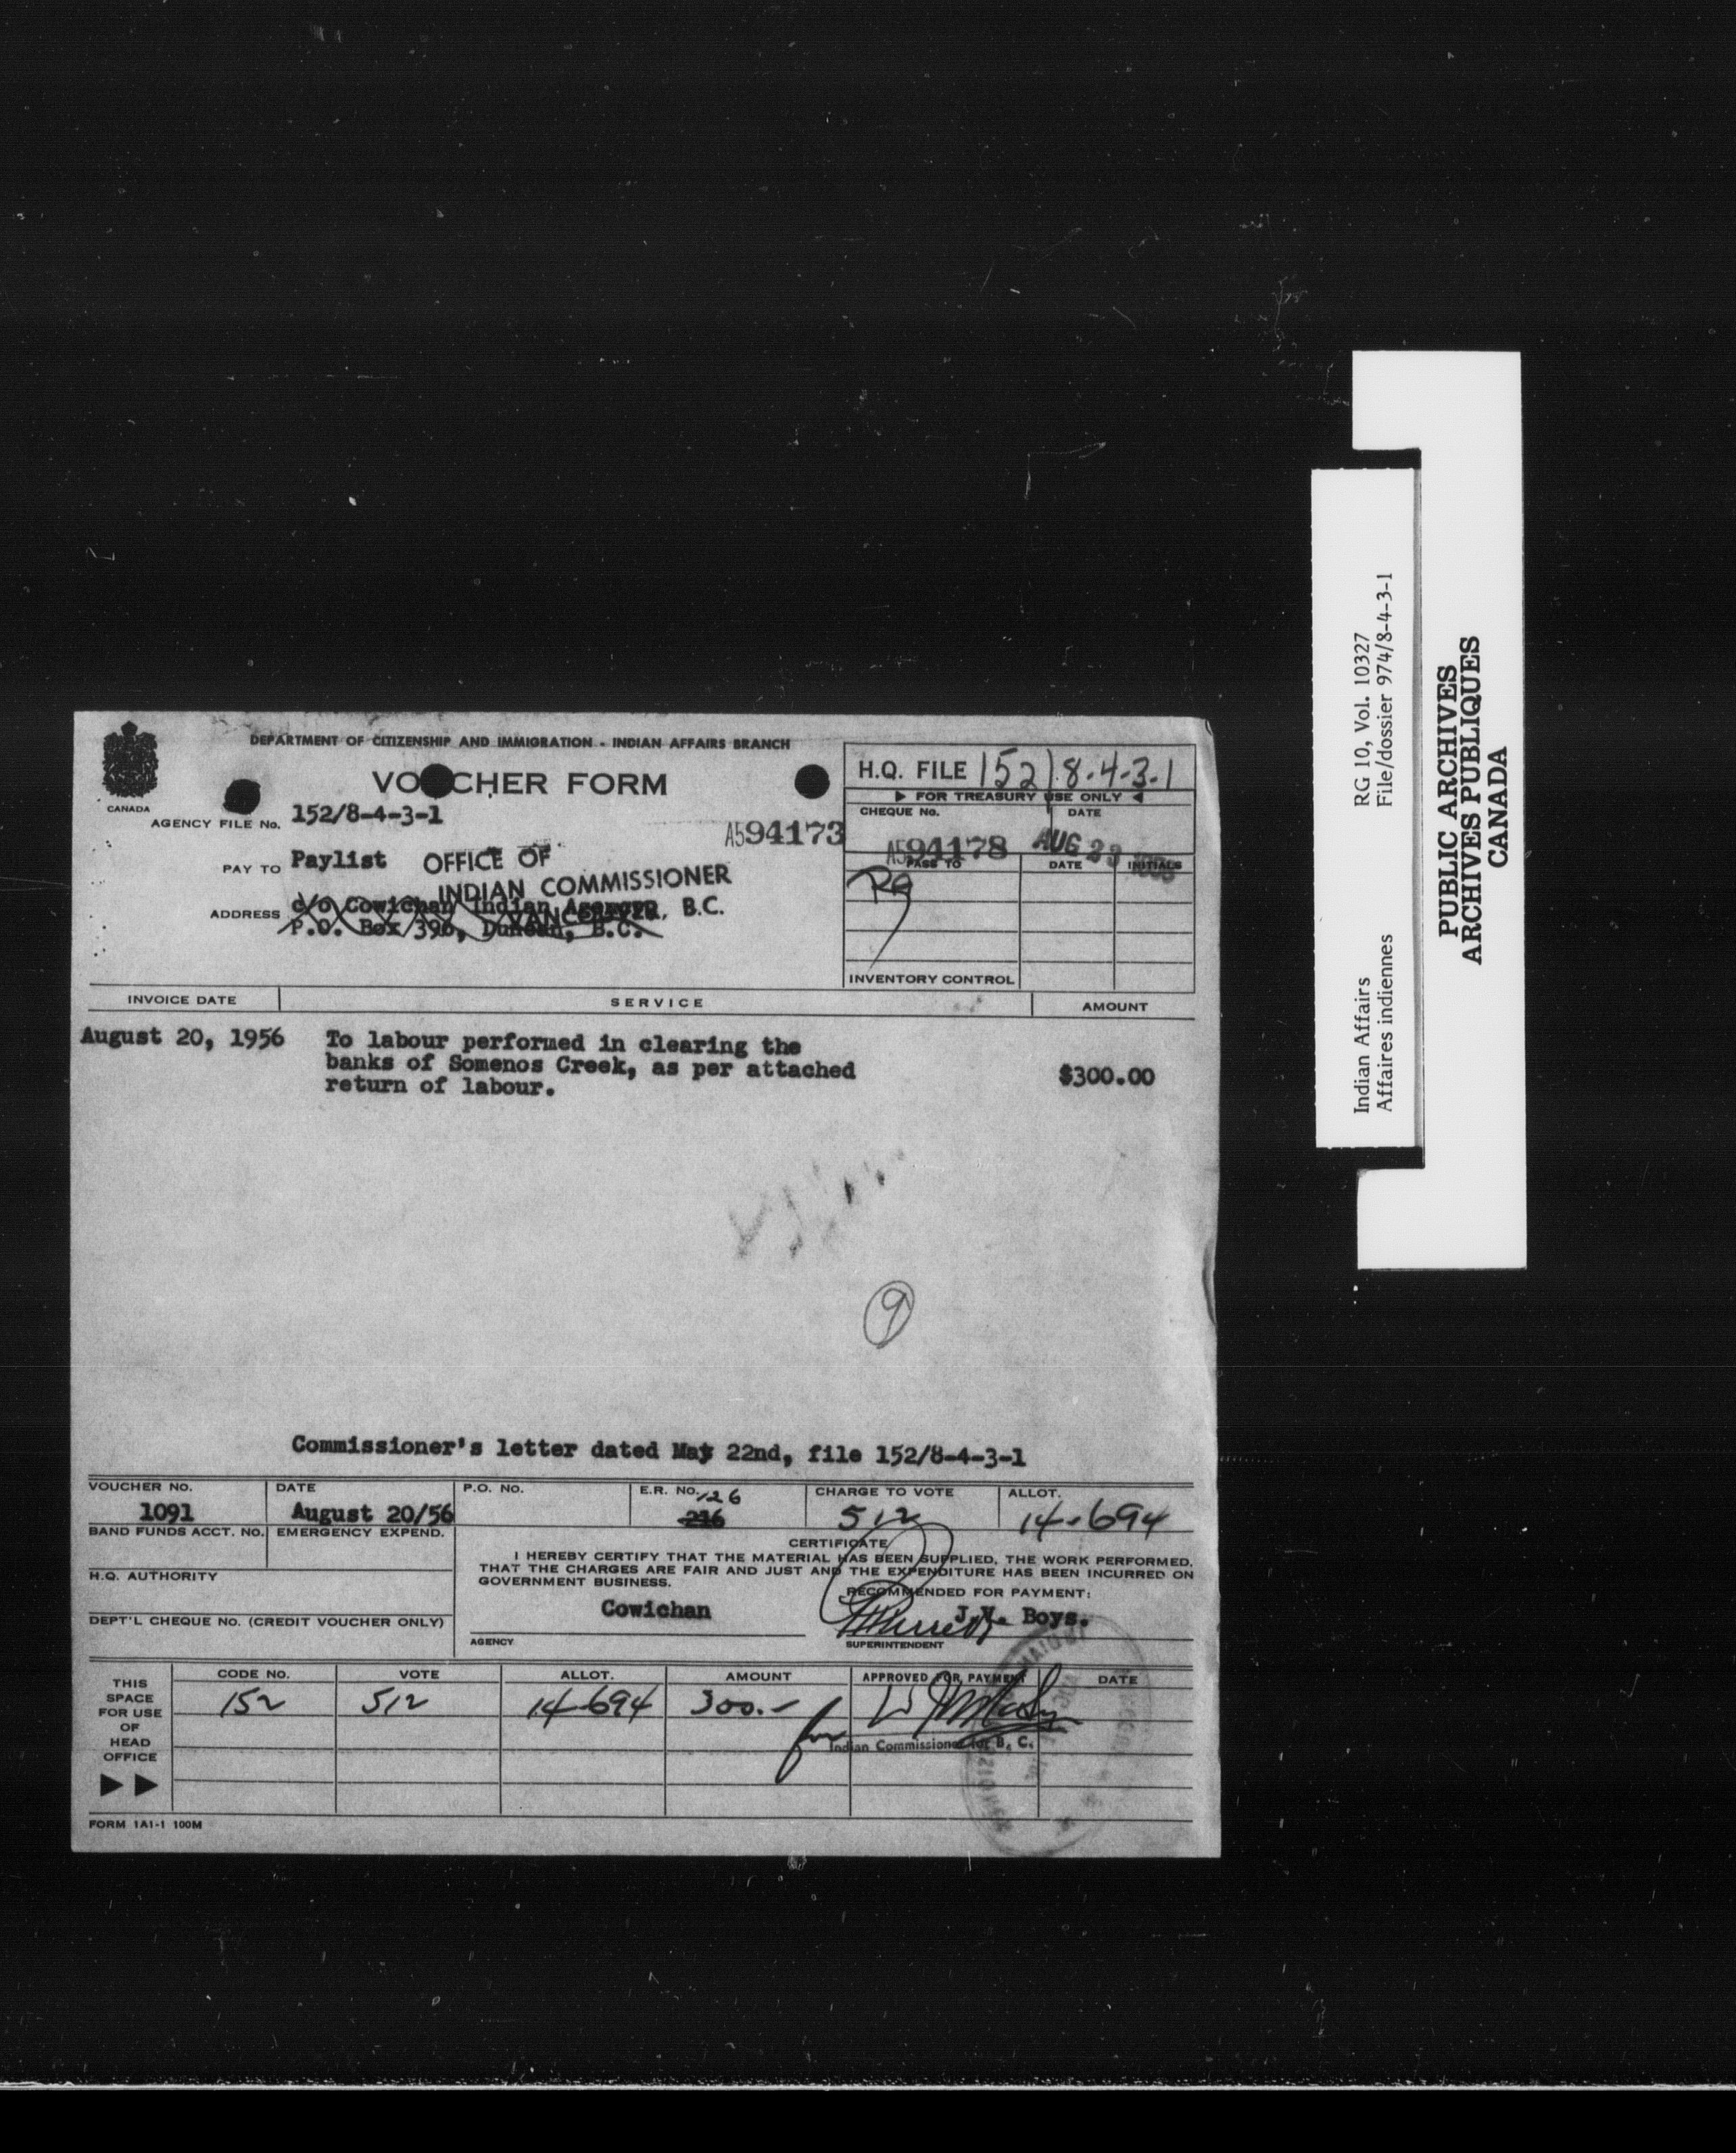 DEPARTMENT OF CITIZENSHIP AND IMMIGRATION - INDIAN AFFAIRS BRANCH
VOUCHER FORM
CANADA
AGENCY FILE No. 152/8-4-3-1
A594173
PAY TO Paylist
OFFICE OF
INDIAN COMMISSIONER
VANCOUVER, B.C.
ADDRESS c/o Cowichan Indian Agency,
P.O. Box 390, Duncan, B.C.
H.Q. FILE 152/8-4-3-1
FOR TREASURY USE ONLY
CHEQUE No. DATE
A594178 AUG 23
PASS TO DATE INITIALS
INVENTORY CONTROL
INVOICE DATE SERVICE AMOUNT
August 20, 1956 To labour performed in clearing the
banks of Somenos Creek, as per attached $300.00
return of labour.
9
Commissioner's letter dated May 22nd, file 152/8-4-3-1
VOUCHER NO. DATE P.O. NO. E.R. NO. CHARGE TO VOTE ALLOT.
1091 August 20/56 126 512 14-694
BAND FUNDS ACCT. NO. EMERGENCY EXPEND.
H.Q. AUTHORITY
DEPT'L CHEQUE NO. (CREDIT VOUCHER ONLY)
CERTIFICATE
I HEREBY CERTIFY THAT THE MATERIAL HAS BEEN SUPPLIED, THE WORK PERFORMED,
THAT THE CHARGES ARE FAIR AND JUST AND THE EXPENDITURE HAS BEEN INCURRED ON
GOVERNMENT BUSINESS.
RECOMMENDED FOR PAYMENT:
Cowichan J.V. Boys.
AGENCY SUPERINTENDENT
THIS
SPACE
FOR USE
OF
HEAD
OFFICE
CODE NO. VOTE ALLOT. AMOUNT APPROVED FOR PAYMENT DATE
152 512 14-694 300.-
for
Indian Commissioner for B. C.
FORM 1A1-1 100M
Indian Affairs RG 10, Vol. 10327
Affaires indiennes File/dossier 974/8-4-3-1
PUBLIC ARCHIVES
ARCHIVES PUBLIQUES
CANADA